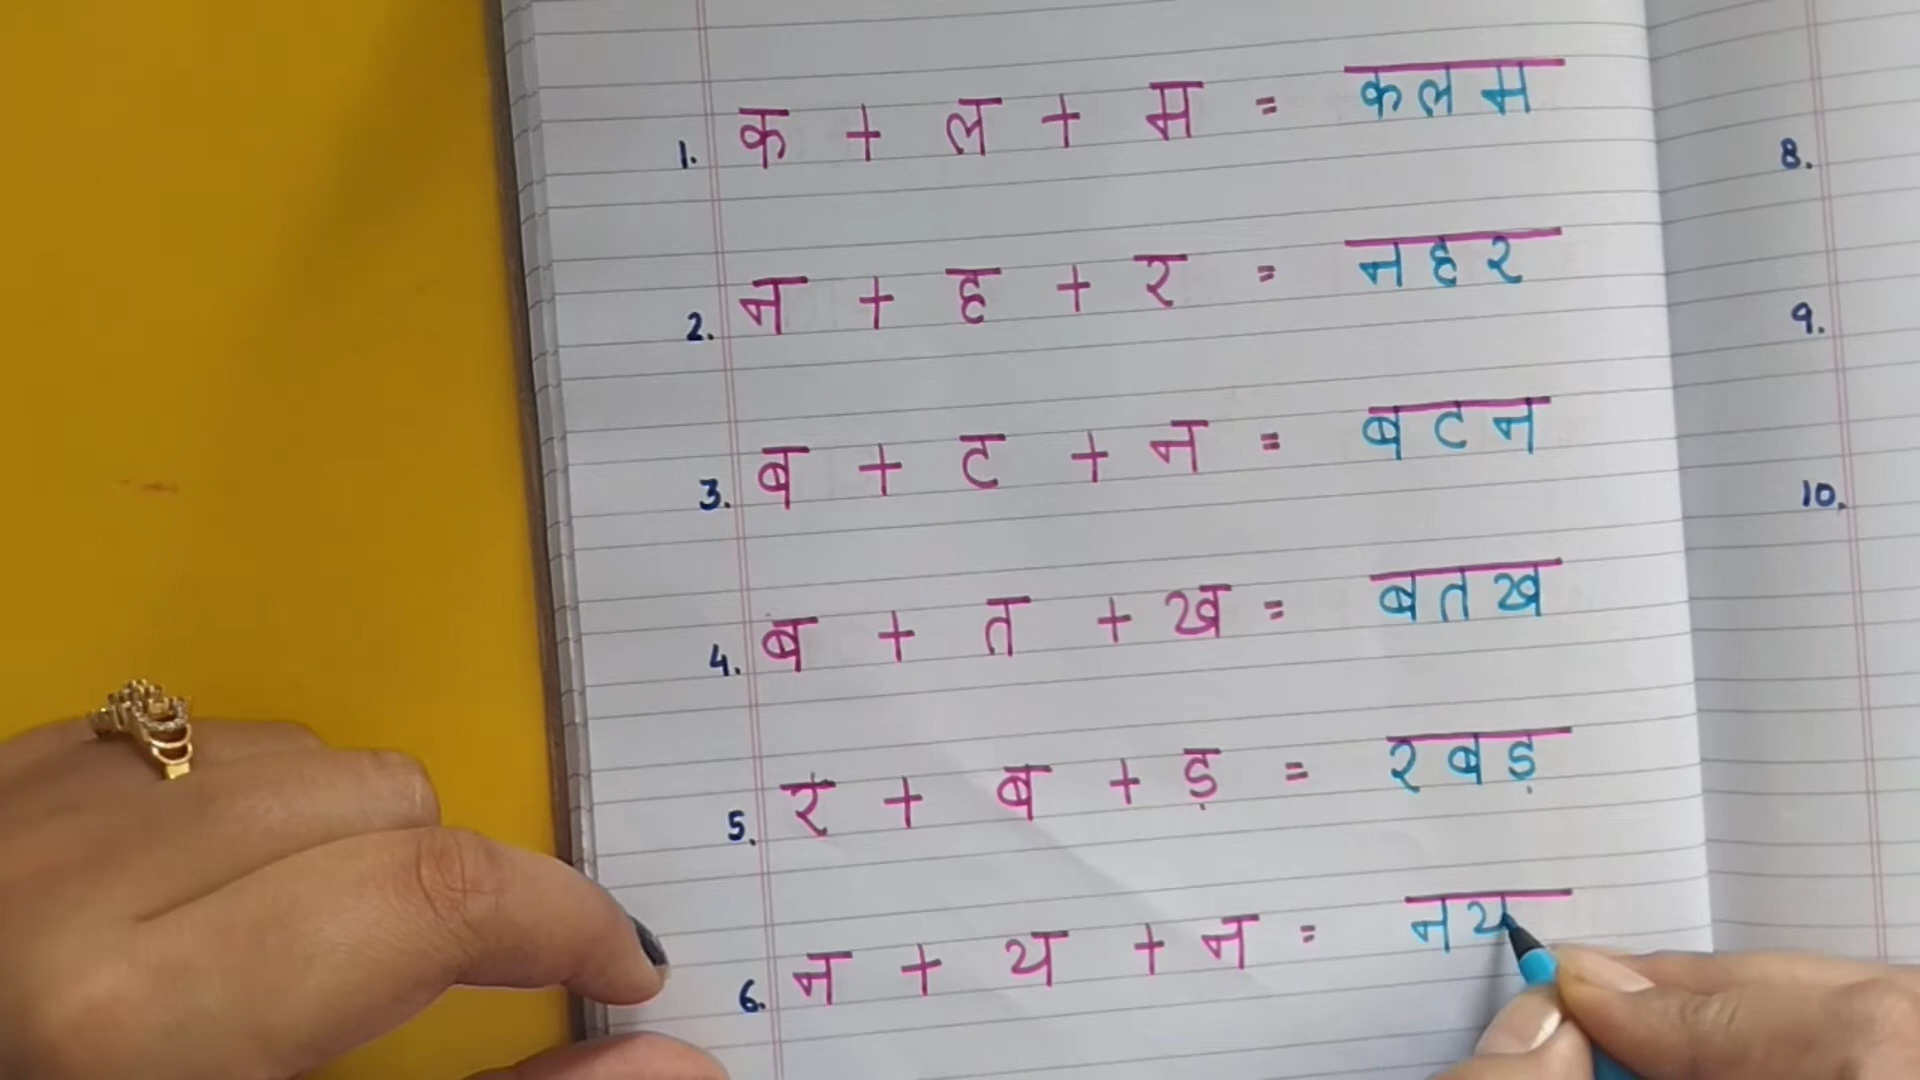 1. क + ल + म = कलम
2. न + ह + र = नहर
3. ब + ट + न = बटन
4. ब + त + ख = बतख
5. र + ब + ड़ = रबड़
6. न + य + न = नय
8.
9.
10.